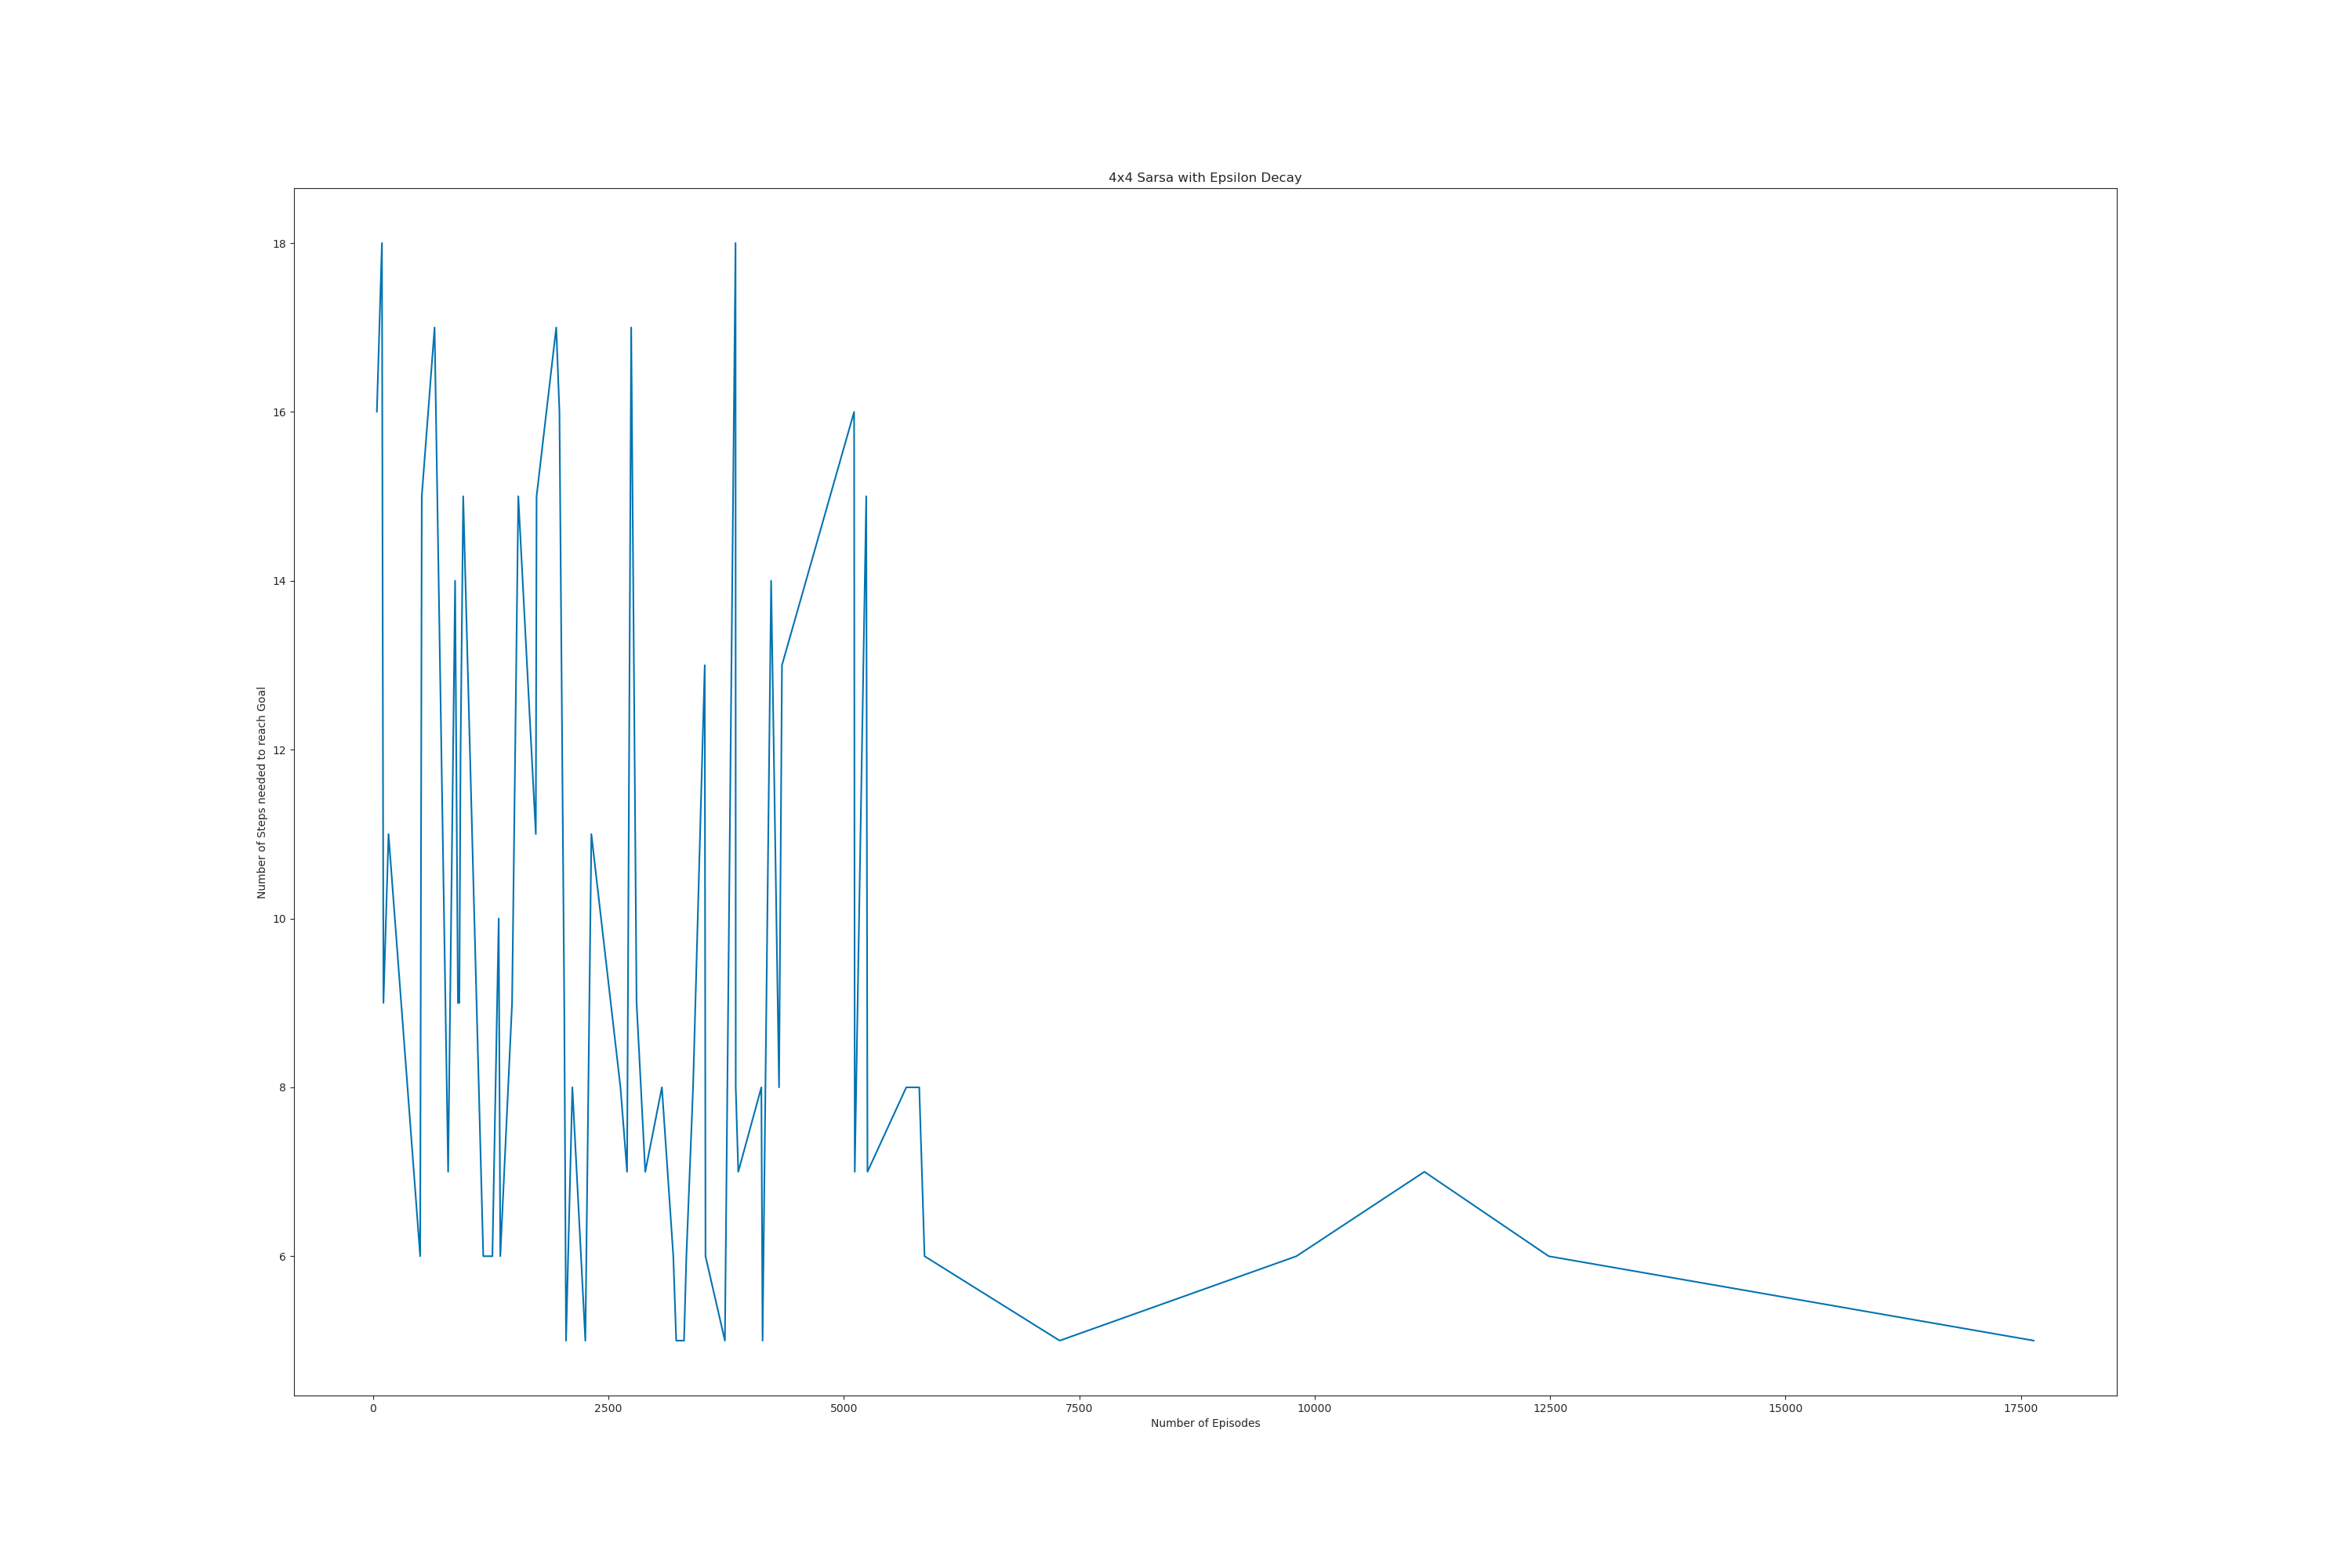 4x4 Sarsa with Epsilon Decay
18
16
14
12
10
8
6
Number of Steps needed to reach Goal
0 2500 5000 7500 10000 12500 15000 17500
Number of Episodes